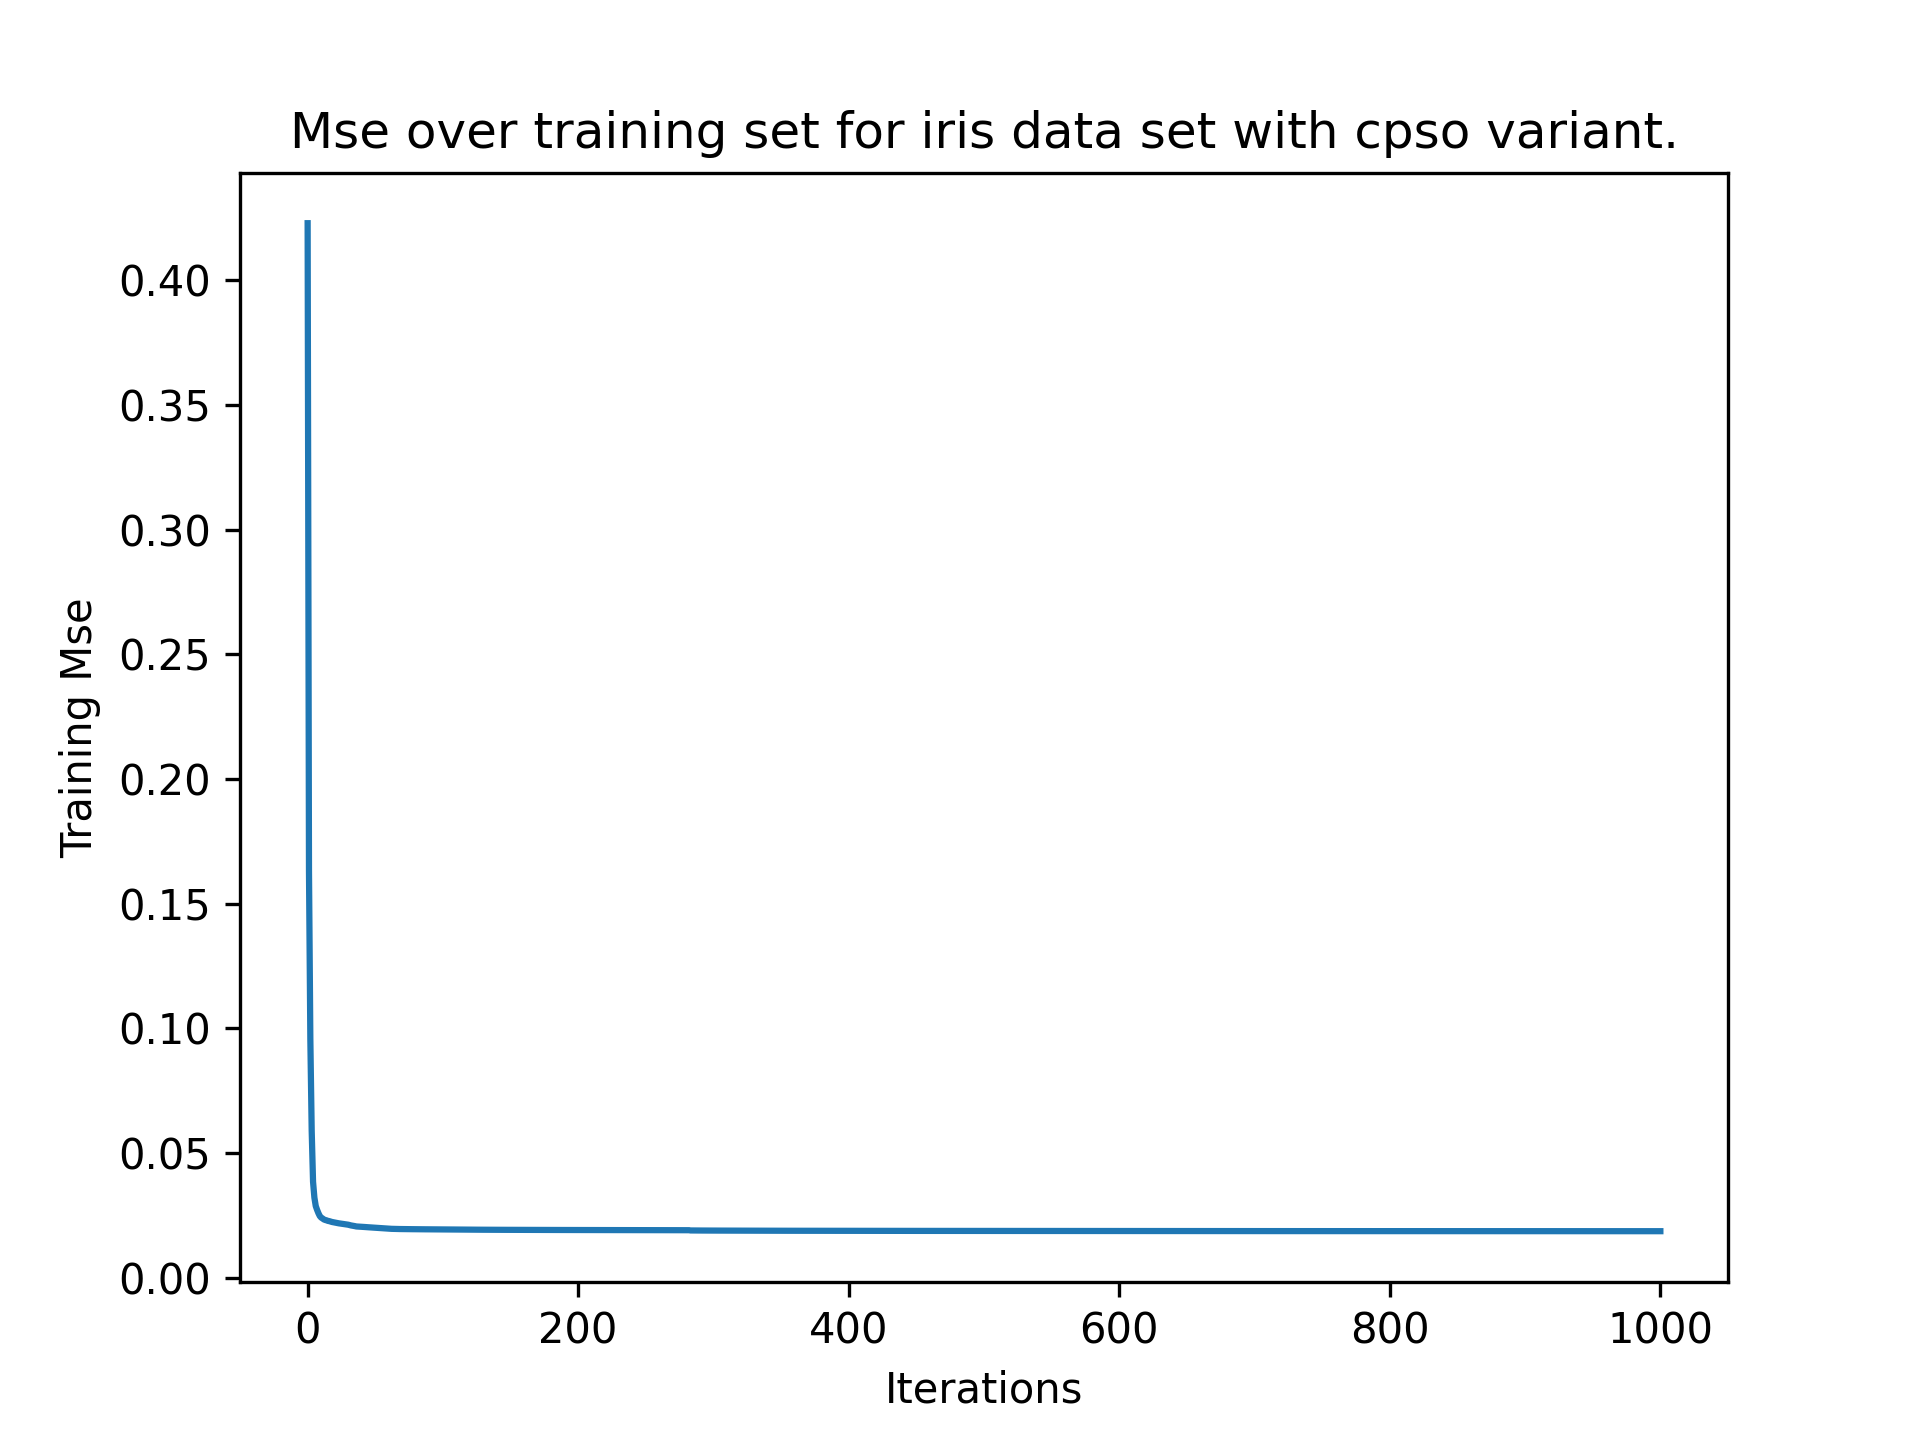 Mse over training set for iris data set with cpso variant.
0.40
0.35
0.30
0.25
0.20
0.15
0.10
0.05
0.00
Training Mse
0 200 400 600 800 1000
Iterations